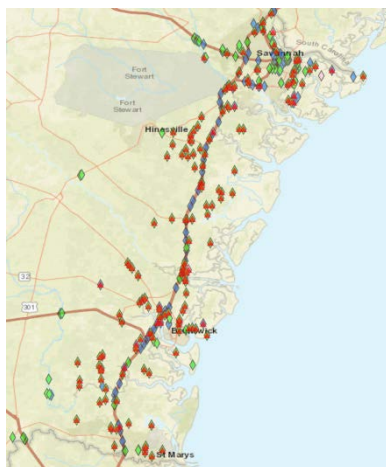 South Carolina
Savannah
Fort
Stewart
Fort
Stewart
Hinesville
32
301
Brunswick
St Marys